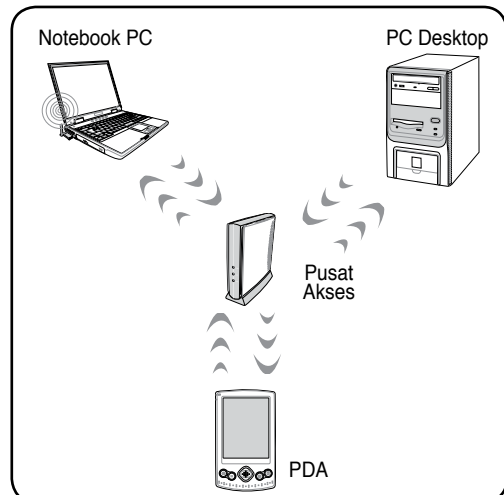 Notebook PC
PC Desktop
Pusat
Akses
PDA